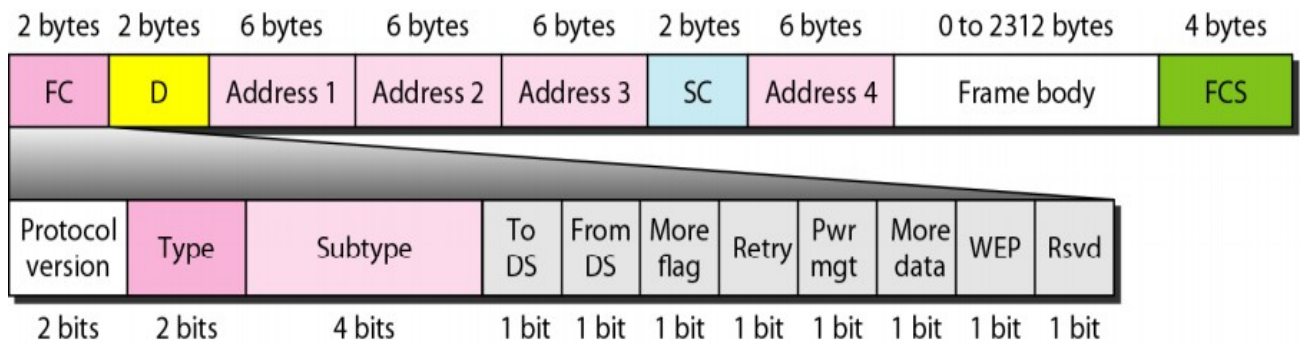 2 bytes 2 bytes 6 bytes 6 bytes 6 bytes 2 bytes 6 bytes 0 to 2312 bytes 4 bytes
FC D Address 1 Address 2 Address 3 SC Address 4 Frame body FCS
Protocol version Type Subtype To DS From DS More flag Retry Pwr mgt More data WEP Rsvd
2 bits 2 bits 4 bits 1 bit 1 bit 1 bit 1 bit 1 bit 1 bit 1 bit 1 bit